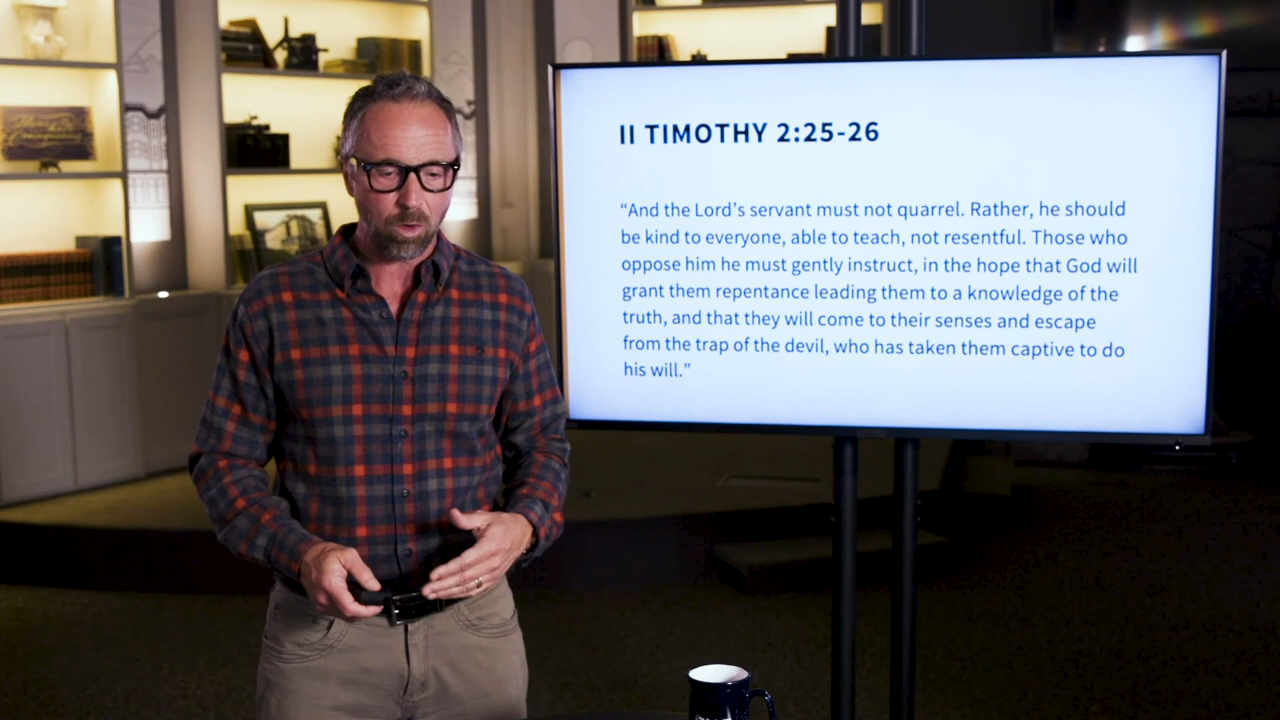 II TIMOTHY 2:25-26
“And the Lord’s servant must not quarrel. Rather, he should
be kind to everyone, able to teach, not resentful. Those who
oppose him he must gently instruct, in the hope that God will
grant them repentance leading them to a knowledge of the
truth, and that they will come to their senses and escape
from the trap of the devil, who has taken them captive to do
his will.”